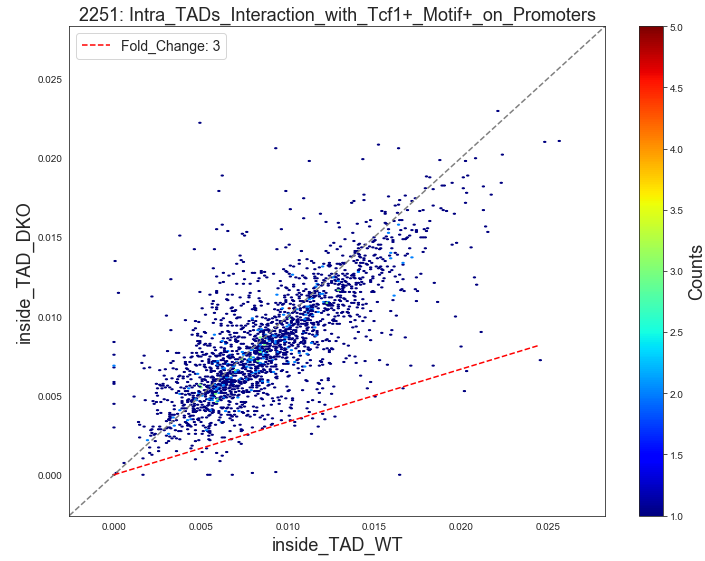 2251: Intra_TADs_Interaction_with_Tcf1+_Motif+_on_Promoters
Fold_Change: 3
inside_TAD_DKO
0.025
0.020
0.015
0.010
0.005
0.000
0.000 0.005 0.010 0.015 0.020 0.025
inside_TAD_WT
5.0
4.5
4.0
3.5
3.0
2.5
2.0
1.5
1.0
Counts